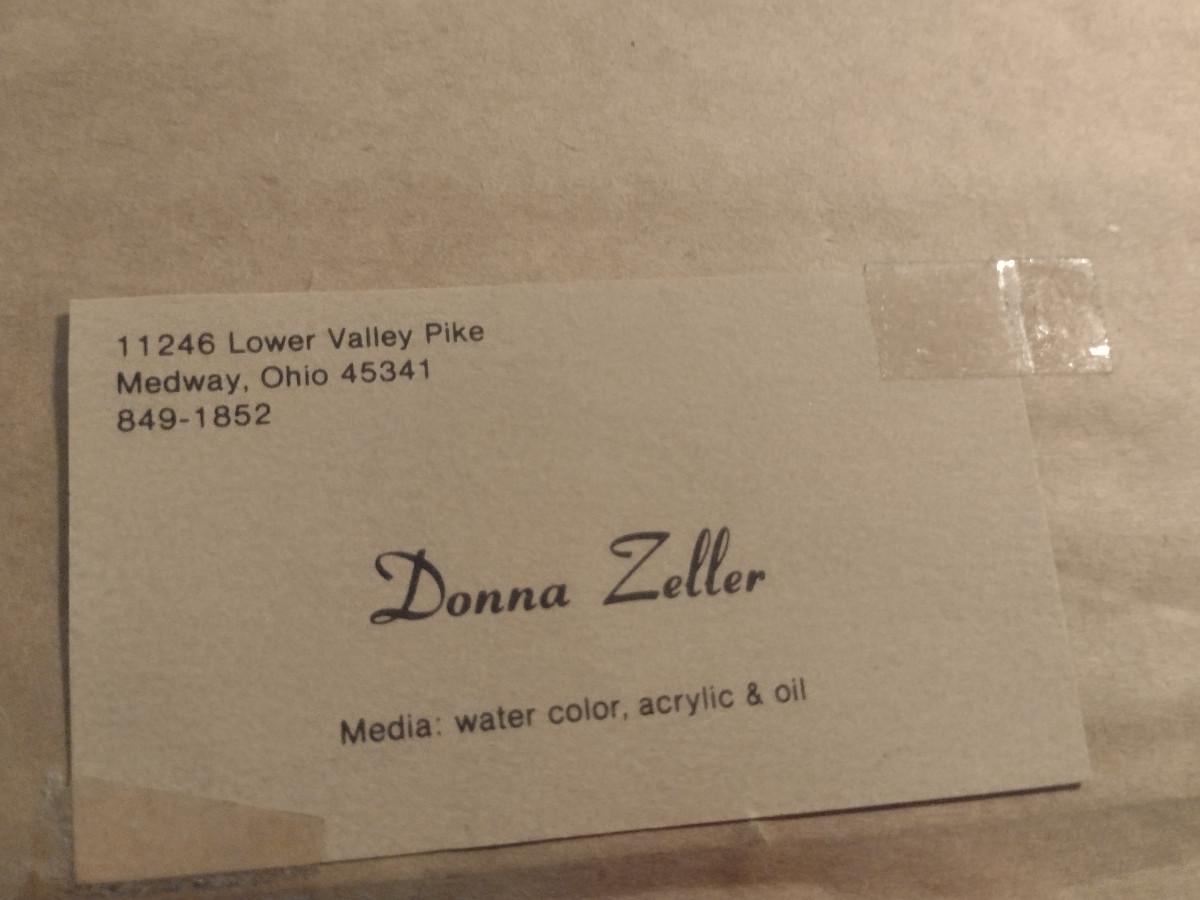 11246 Lower Valley Pike
Medway, Ohio 45341
849-1852
Donna Zeller
Media: water color, acrylic & oil